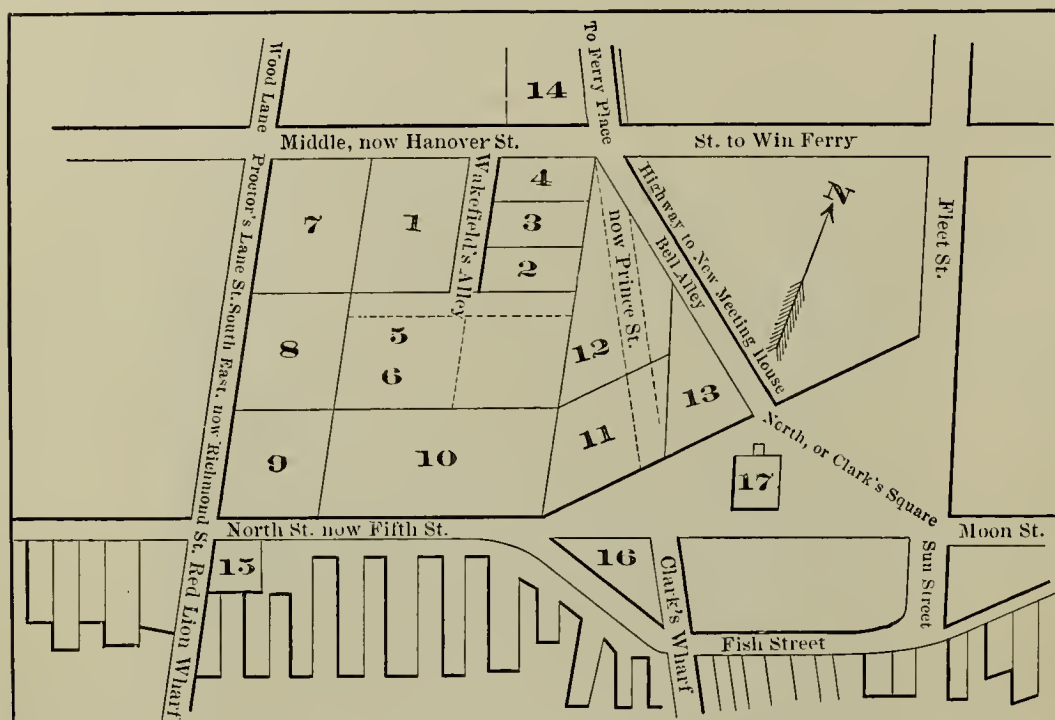 Wood Lane
To Ferry Place
14
Middle, now Hanover St.
St. to Win Ferry
Proctor's Lane St. South East. now Richmond St.
Wakefield's Alley
Highway to New Meeting House
Bell Alley
now Prince St.
Fleet St.
N
7
1
4
3
2
8
5
6
12
13
9
10
11
17
North, or Clark's Square
North St. now Fifth St.
Moon St.
15
16
Red Lion Wharf
Clark's Wharf
Sun Street
Fish Street